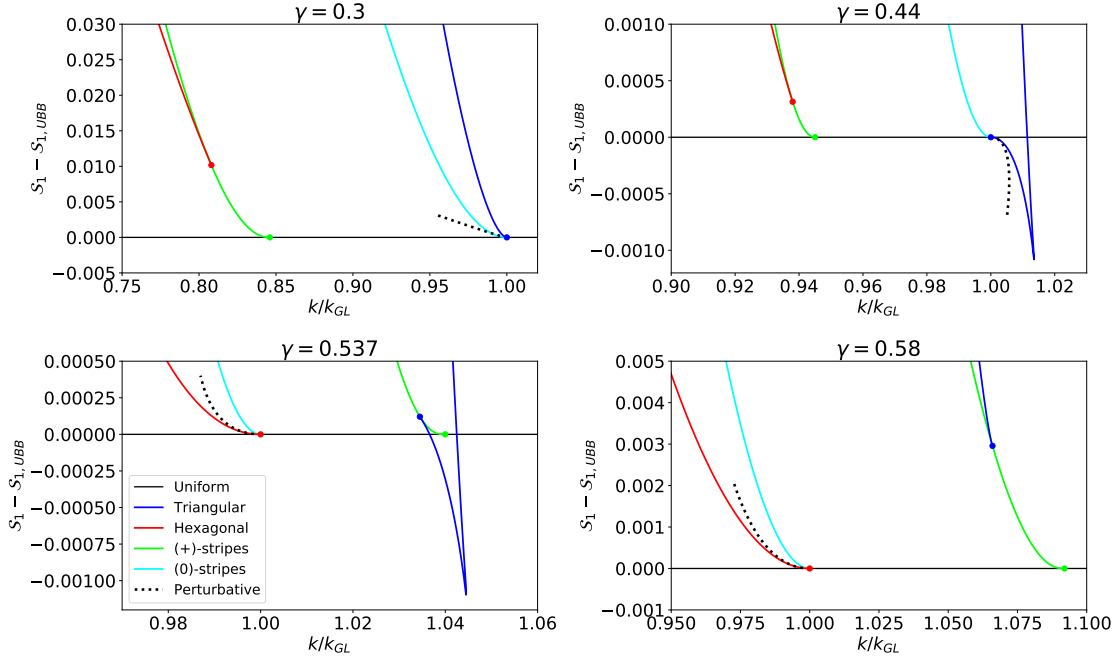 γ = 0.3
0.030
0.025
0.020
0.015
0.010
0.005
0.000
−0.005
S₁ − S₁,UBB
0.75 0.80 0.85 0.90 0.95 1.00
k/k_GL
γ = 0.44
0.0010
0.0005
0.0000
−0.0005
−0.0010
S₁ − S₁,UBB
0.90 0.92 0.94 0.96 0.98 1.00 1.02
k/k_GL
γ = 0.537
0.00050
0.00025
0.00000
−0.00025
−0.00050
−0.00075
−0.00100
S₁ − S₁,UBB
Uniform
Triangular
Hexagonal
(+)-stripes
(0)-stripes
Perturbative
0.98 1.00 1.02 1.04 1.06
k/k_GL
γ = 0.58
0.005
0.004
0.003
0.002
0.001
0.000
−0.001
S₁ − S₁,UBB
0.950 0.975 1.000 1.025 1.050 1.075 1.100
k/k_GL